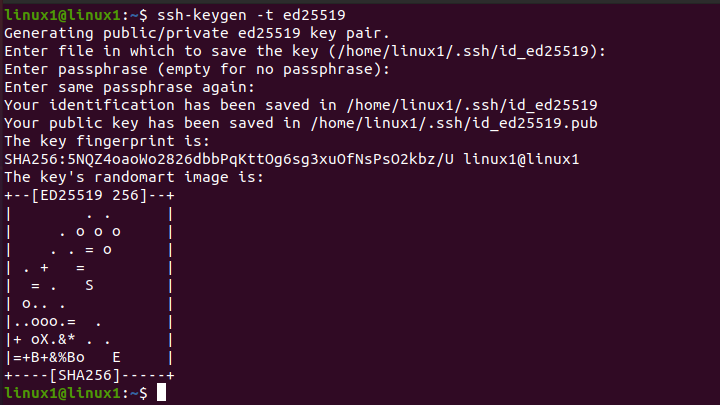 linux1@linux1:~$ ssh-keygen -t ed25519
Generating public/private ed25519 key pair.
Enter file in which to save the key (/home/linux1/.ssh/id_ed25519):
Enter passphrase (empty for no passphrase):
Enter same passphrase again:
Your identification has been saved in /home/linux1/.ssh/id_ed25519
Your public key has been saved in /home/linux1/.ssh/id_ed25519.pub
The key fingerprint is:
SHA256:5NQZ4oaoWo2826dbbPqKttOg6sg3xuOfNsPsO2kbz/U linux1@linux1
The key's randomart image is:
+--[ED25519 256]--+
|         . .     |
|      . o o o    |
|     . . = o     |
| . +   =         |
|  = .   S        |
| o.. .           |
|..ooo.=  .       |
|+ oX.&* . .      |
|=+B+&%Bo   E     |
+----[SHA256]-----+
linux1@linux1:~$